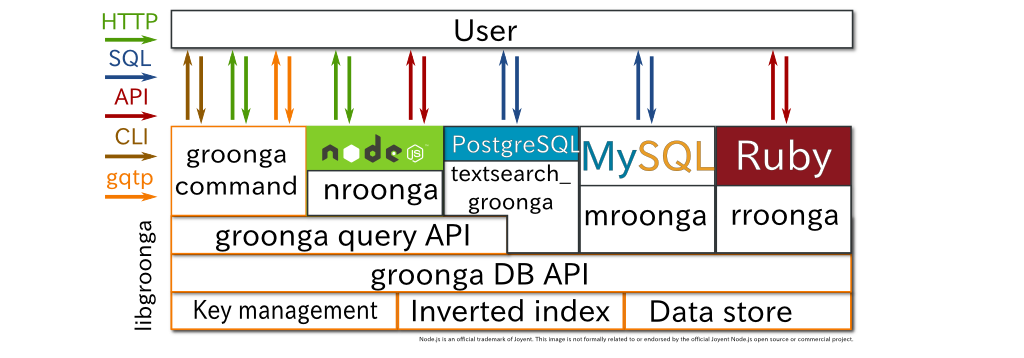 HTTP
SQL
API
CLI
gqtp
libgroonga
User
groonga
command
node JS
nroonga
PostgreSQL
textsearch_
groonga
MySQL
mroonga
Ruby
rroonga
groonga query API
groonga DB API
Key management
Inverted index
Data store
Node.js is an official trademark of Joyent. This image is not formally related to or endorsed by the official Joyent Node.js open source or commercial project.